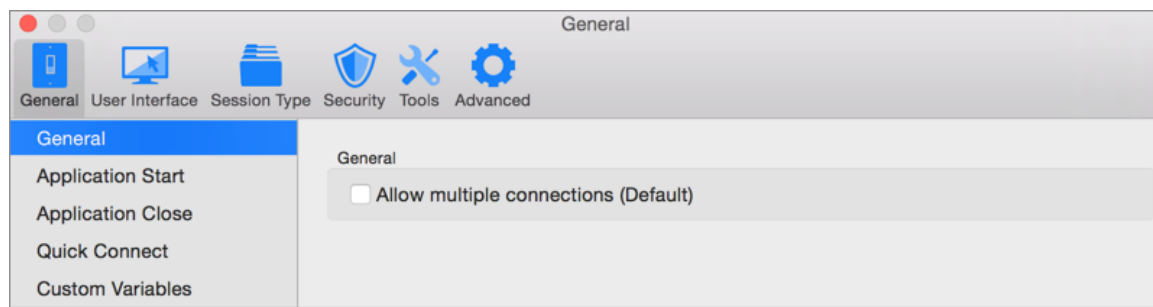 General
General User Interface Session Type Security Tools Advanced
General
Application Start
Application Close
Quick Connect
Custom Variables
General
Allow multiple connections (Default)